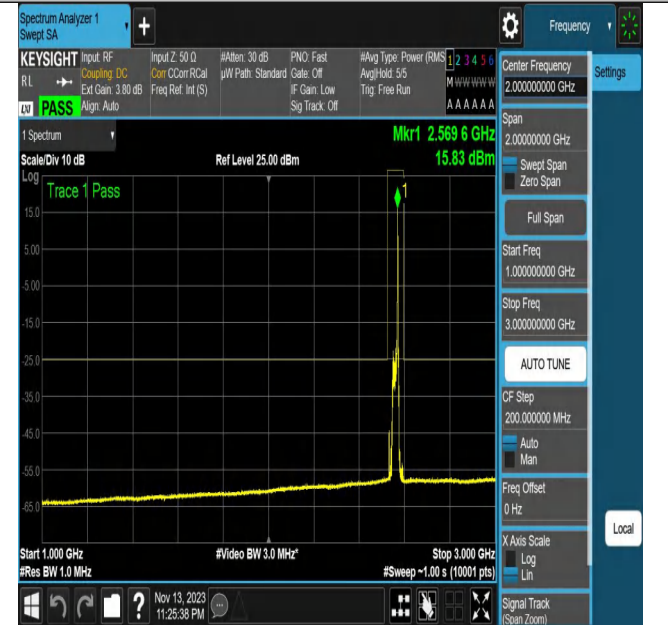 Spectrum Analyzer 1
Swept SA
+
Frequency
KEYSIGHT
RL
PASS
Input: RF
Coupling: DC
Ext Gain: 3.80 dB
Align: Auto
Input Z: 50 Ω
Corr CCorr RCal
Freq Ref: Int (S)
#Atten: 30 dB
µW Path: Standard
PNO: Fast
Gate: Off
IF Gain: Low
Sig Track: Off
#Avg Type: Power (RMS
Avg|Hold: 5/5
Trig: Free Run
1 2 3 4 5 6
M W W W W W
A A A A A A
1 Spectrum
Scale/Div 10 dB
Ref Level 25.00 dBm
Mkr1 2.569 6 GHz
15.83 dBm
Log
Trace 1 Pass
1
15.0
5.00
-5.00
-15.0
-25.0
-35.0
-45.0
-55.0
-65.0
Start 1.000 GHz
#Video BW 3.0 MHz*
Stop 3.000 GHz
#Res BW 1.0 MHz
#Sweep ~1.00 s (10001 pts)
Nov 13, 2023
11:25:38 PM
?
Center Frequency
2.00000000 GHz
Settings
Span
2.00000000 GHz
Swept Span
Zero Span
Full Span
Start Freq
1.000000000 GHz
Stop Freq
3.000000000 GHz
AUTO TUNE
CF Step
200.000000 MHz
Auto
Man
Freq Offset
0 Hz
X Axis Scale
Log
Lin
Local
Signal Track
(Span Zoom)